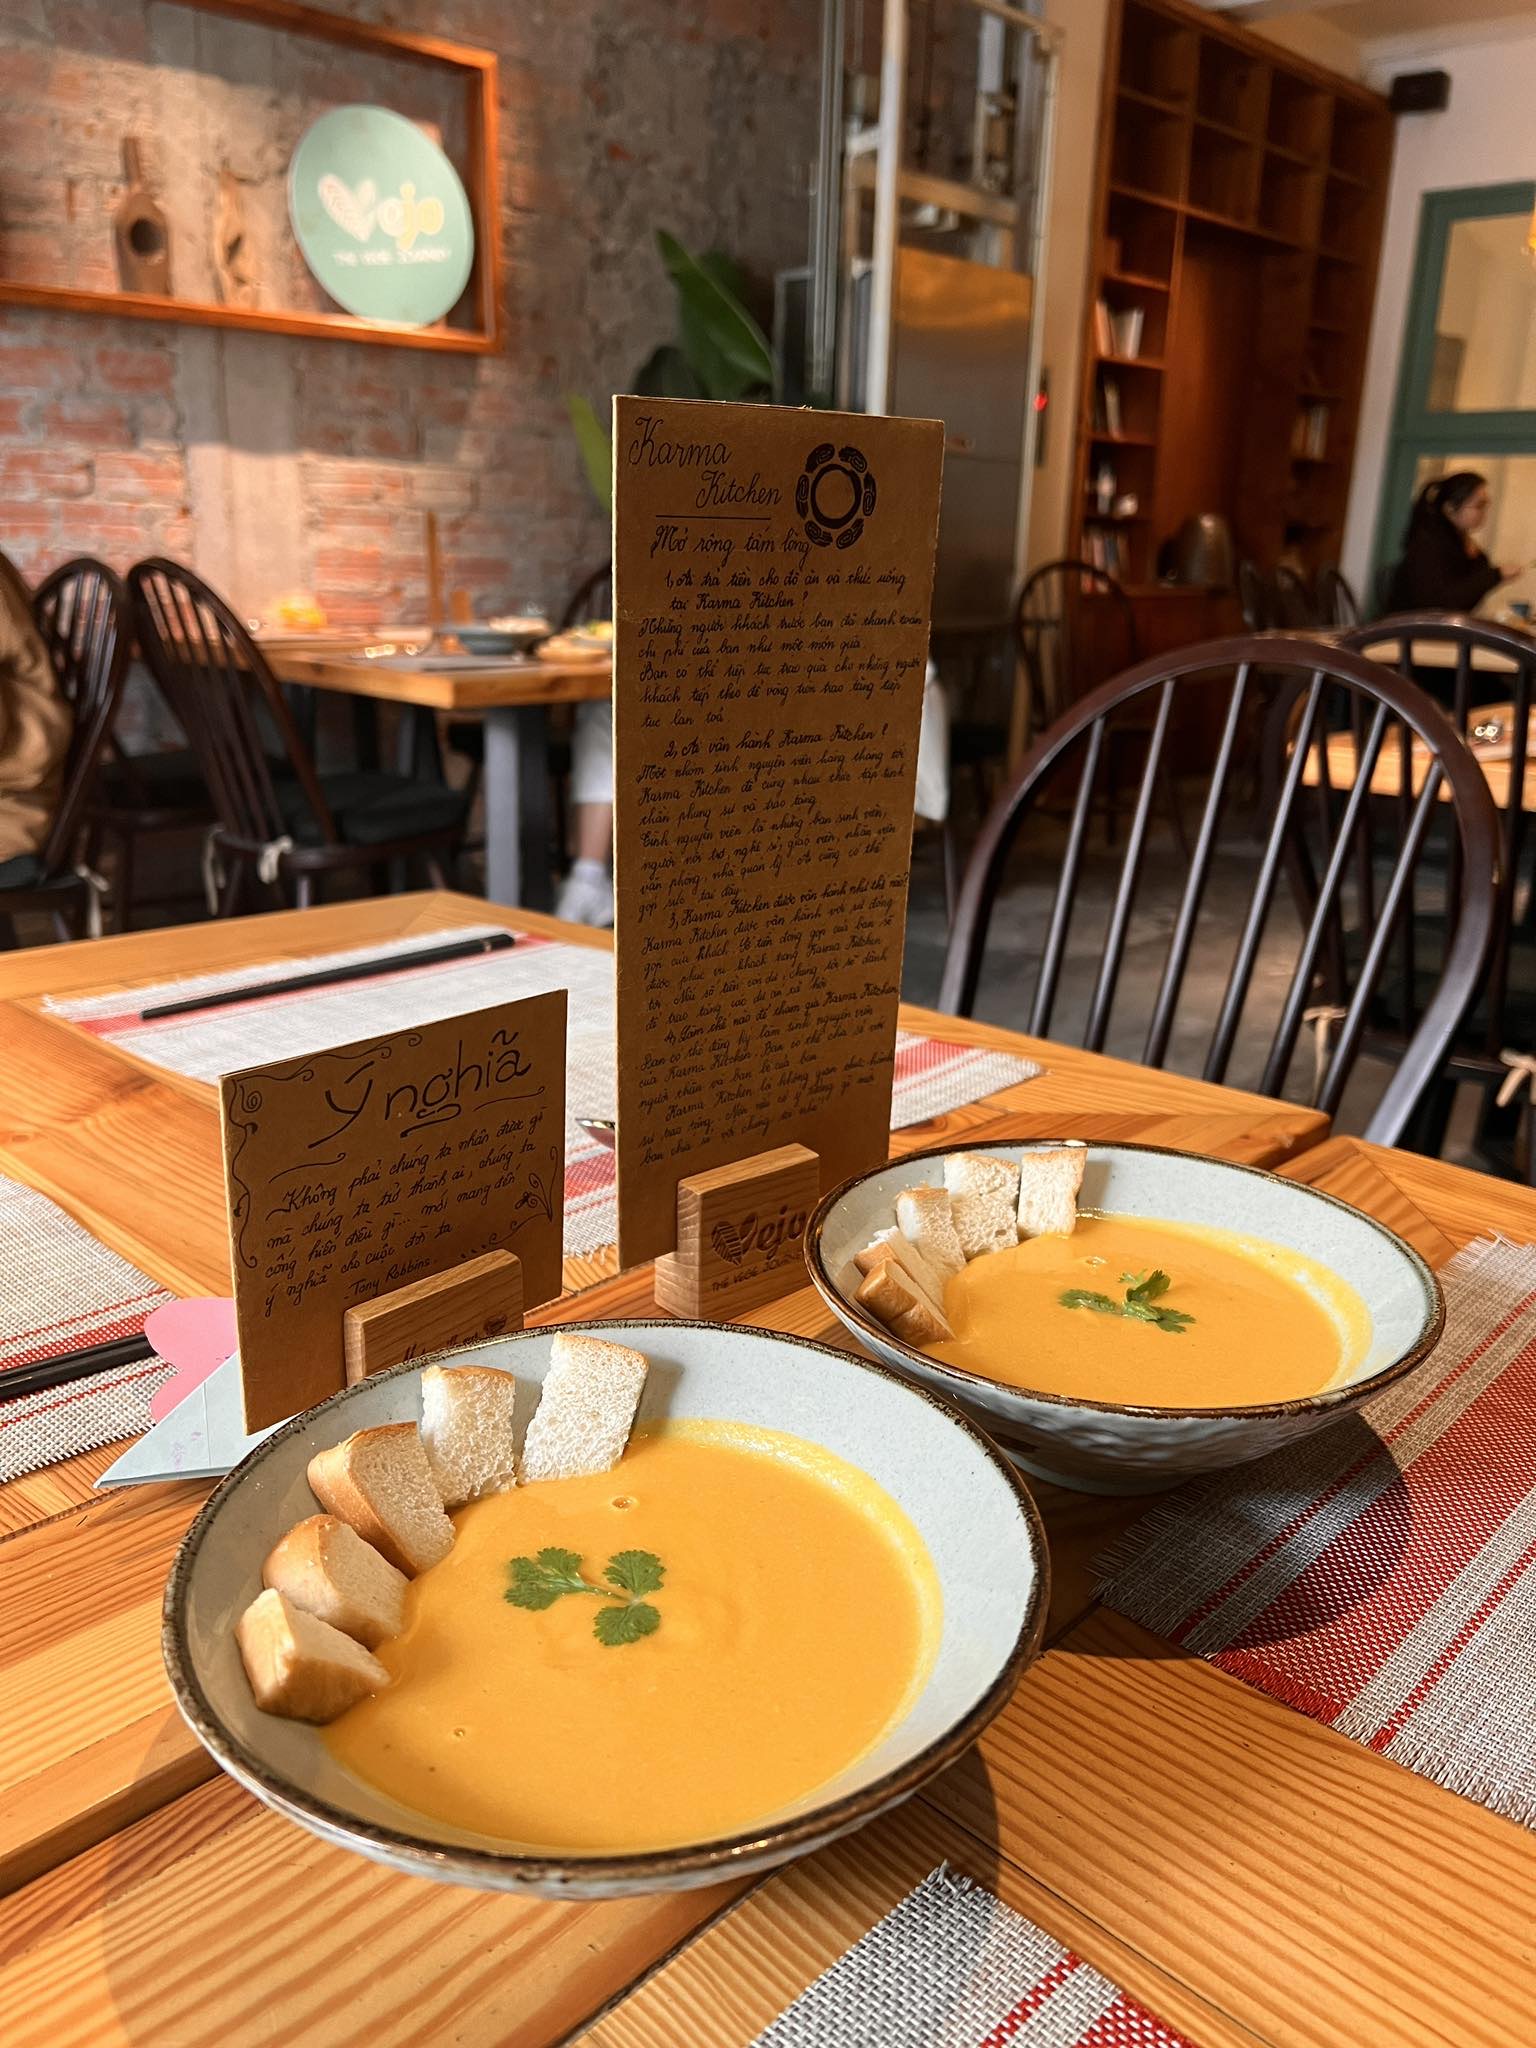 Vejo
THE VEGIE JOURNEY
Karma
Kitchen
Mở rộng tấm lòng
1, Ai trả tiền cho đồ ăn và thức uống
tại Karma Kitchen?
Những người khách trước bạn đã thanh toán
chi phí của bạn như một món quà.
Bạn có thể tiếp tục trao quà cho những người
khách tiếp theo để vòng tròn trao tặng tiếp
tục lan toả.
2, Ai vận hành Karma Kitchen?
Một nhóm tình nguyện viên hàng tháng tới
Karma Kitchen để cùng nhau thực tập tinh
thần phụng sự và trao tặng.
Tình nguyện viên là những bạn sinh viên,
người nội trợ, nghệ sĩ, giáo viên, nhân viên
văn phòng, nhà quản lý. Ai cũng có thể
góp sức tại đây.
3, Karma Kitchen được vận hành như thế nào?
Karma Kitchen được vận hành với sự đóng
góp của khách. Số tiền đóng góp của bạn sẽ
được phục vụ khách hàng Karma Kitchen
tới. Nếu số tiền còn dư, chúng tôi sẽ dành
để trao tặng các dự án xã hội
4, Làm thế nào để tham gia Karma Kitchen
Bạn có thể đăng ký làm tình nguyện viên
của Karma Kitchen. Bạn có thể chia sẻ với
người thân và bạn bè của bạn
Karma Kitchen là không gian thực hành
sự trao tặng. Nếu có ý tưởng gì mới
bạn chia sẻ với chúng tôi nhé
Vejo
THE VEGIE JOURNEY
Ý nghĩa
Không phải chúng ta nhận được gì
mà chúng ta trở thành ai, chúng ta
cống hiến điều gì... mới mang đến
ý nghĩa cho cuộc đời ta.
- Tony Robbins.